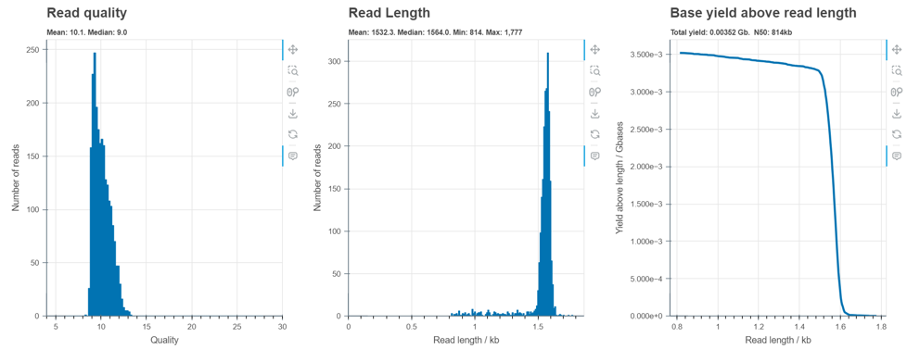 Read quality
Mean: 10.1. Median: 9.0
Number of reads
250
200
150
100
50
0
5 10 15 20 25 30
Quality
Read Length
Mean: 1532.3. Median: 1564.0. Min: 814. Max: 1,777
Number of reads
300
250
200
150
100
50
0
0 0.5 1 1.5
Read length / kb
Base yield above read length
Total yield: 0.00352 Gb. N50: 814kb
Yield above length / Gbases
3.500e−3
3.000e−3
2.500e−3
2.000e−3
1.500e−3
1.000e−3
5.000e−4
0.000e+0
0.8 1 1.2 1.4 1.6 1.8
Read length / kb